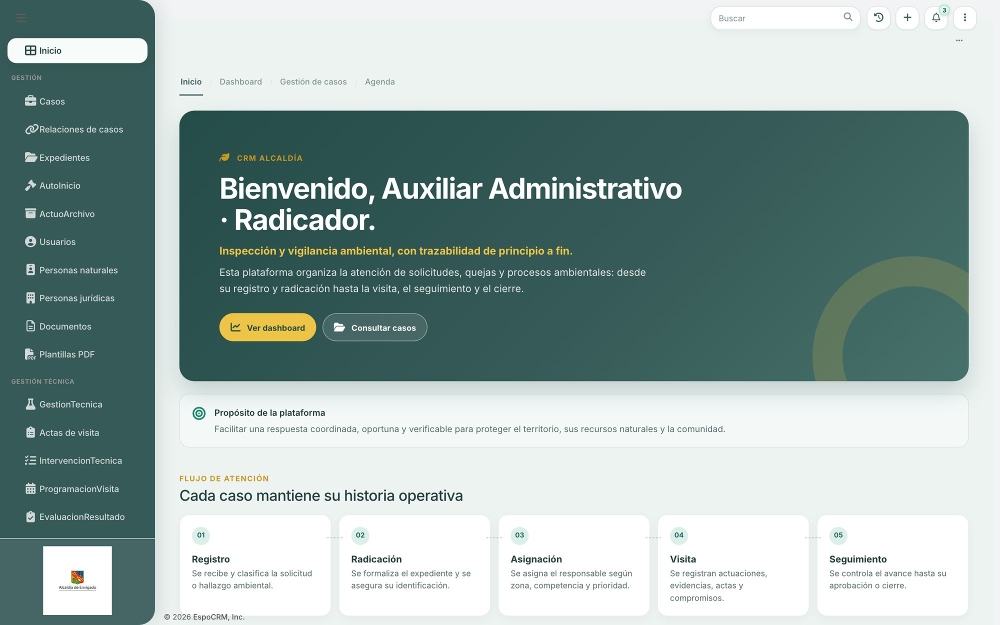 Buscar
3
Inicio
GESTIÓN
Casos
Relaciones de casos
Expedientes
AutoInicio
ActuoArchivo
Usuarios
Personas naturales
Personas jurídicas
Documentos
Plantillas PDF
GESTIÓN TÉCNICA
GestionTecnica
Actas de visita
IntervencionTecnica
ProgramacionVisita
EvaluacionResultado
Alcaldía de Envigado
Inicio / Dashboard / Gestión de casos / Agenda
CRM ALCALDÍA
Bienvenido, Auxiliar Administrativo
· Radicador.
Inspección y vigilancia ambiental, con trazabilidad de principio a fin.
Esta plataforma organiza la atención de solicitudes, quejas y procesos ambientales: desde
su registro y radicación hasta la visita, el seguimiento y el cierre.
Ver dashboard
Consultar casos
Propósito de la plataforma
Facilitar una respuesta coordinada, oportuna y verificable para proteger el territorio, sus recursos naturales y la comunidad.
FLUJO DE ATENCIÓN
Cada caso mantiene su historia operativa
01
Registro
Se recibe y clasifica la solicitud
o hallazgo ambiental.
02
Radicación
Se formaliza el expediente y se
asegura su identificación.
03
Asignación
Se asigna el responsable según
zona, competencia y prioridad.
04
Visita
Se registran actuaciones,
evidencias, actas y
compromisos.
05
Seguimiento
Se controla el avance hasta su
aprobación o cierre.
© 2026 EspoCRM, Inc.